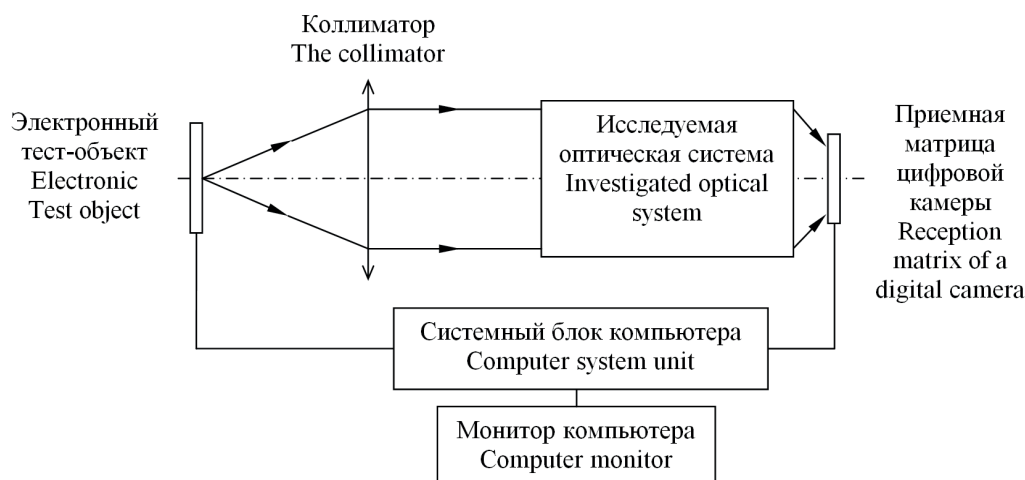 Коллиматор
The collimator
Электронный
тест-объект
Electronic
Test object
Исследуемая
оптическая система
Investigated optical
system
Приемная
матрица
цифровой
камеры
Reception
matrix of a
digital camera
Системный блок компьютера
Computer system unit
Монитор компьютера
Computer monitor